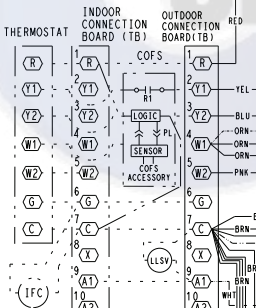 THERMOSTAT
INDOOR
CONNECTION
BOARD (TB)
OUTDOOR
CONNECTION
BOARD(TB)
RED
COFS
R 1 R 1 R
Y1 2 Y1 R1 2 Y1 YEL
Y2 3 Y2 LOGIC 3 Y2 BLU
PL
W1 4 W1 4 W1 ORN
ORN
ORN
SENSOR
W2 5 W2 5 W2 PNK
COFS
ACCESSORY
G 6 G 6 G
C 7 C 7 C
BRN
8 X 8 X
LLSV
IFC 9 A1 9 A1
WHT
10 10